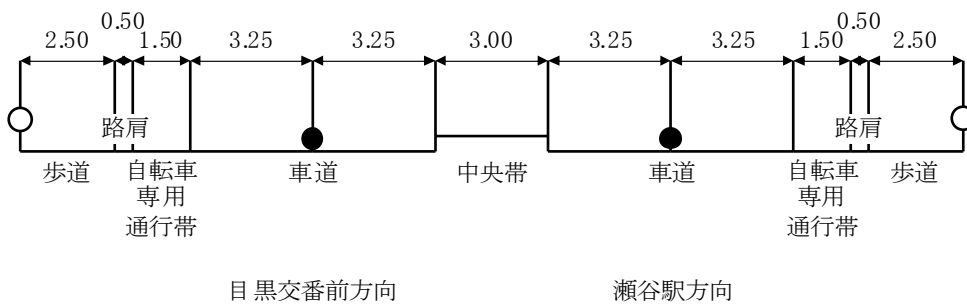 0.50 0.50
2.50 1.50 3.25 3.25 3.00 3.25 3.25 1.50 2.50
路肩 路肩
歩道 自転車 車道 中央帯 車道 自転車 歩道
専用 専用
通行帯 通行帯
目黒交番前方向 瀬谷駅方向